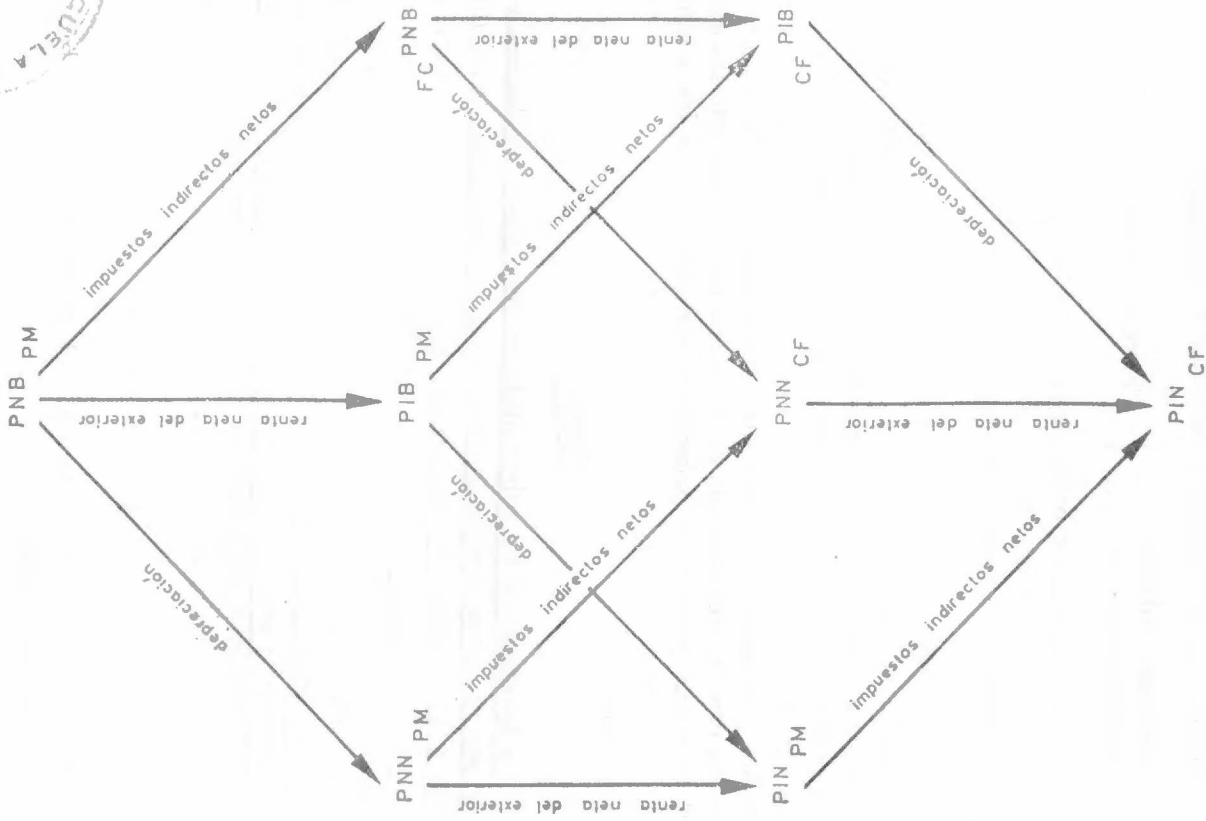 GUELA
PNB PM
impuestos indirectos netos
renta neta del exterior
depreciación
PNB FC
renta neta del exterior
depreciación
PIB PM
impuestos indirectos netos
depreciación
PNN PM
impuestos indirectos netos
renta neta del exterior
PIB CF
depreciación
PNN CF
renta neta del exterior
PIN PM
impuestos indirectos netos
PIN CF